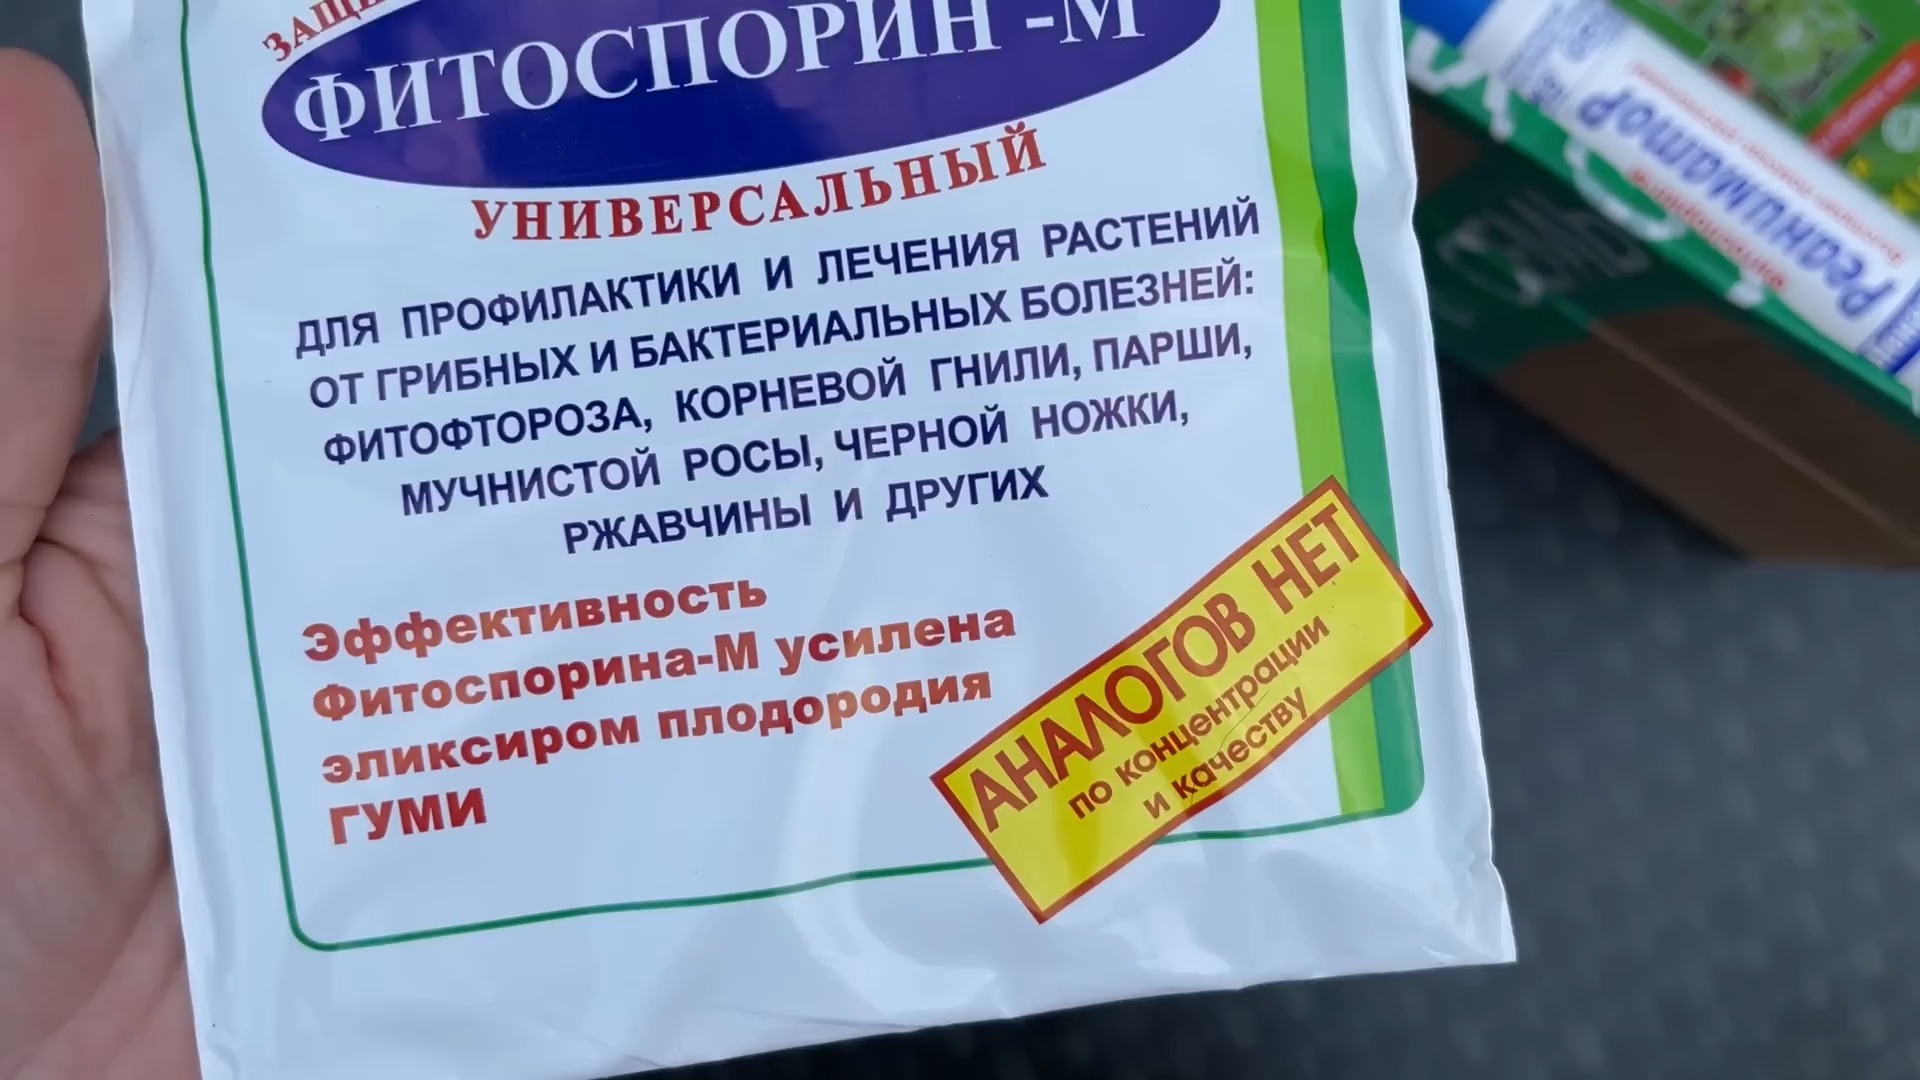 ФИТОСПОРИН -М
УНИВЕРСАЛЬНЫЙ
ДЛЯ ПРОФИЛАКТИКИ И ЛЕЧЕНИЯ РАСТЕНИЙ
ОТ ГРИБНЫХ И БАКТЕРИАЛЬНЫХ БОЛЕЗНЕЙ:
ФИТОФТОРОЗА, КОРНЕВОЙ ГНИЛИ, ПАРШИ,
МУЧНИСТОЙ РОСЫ, ЧЕРНОЙ НОЖКИ,
РЖАВЧИНЫ И ДРУГИХ
Эффективность
Фитоспорина-М усилена
эликсиром плодородия
ГУМИ
АНАЛОГОВ НЕТ
по концентрации
и качеству
Реаниматор